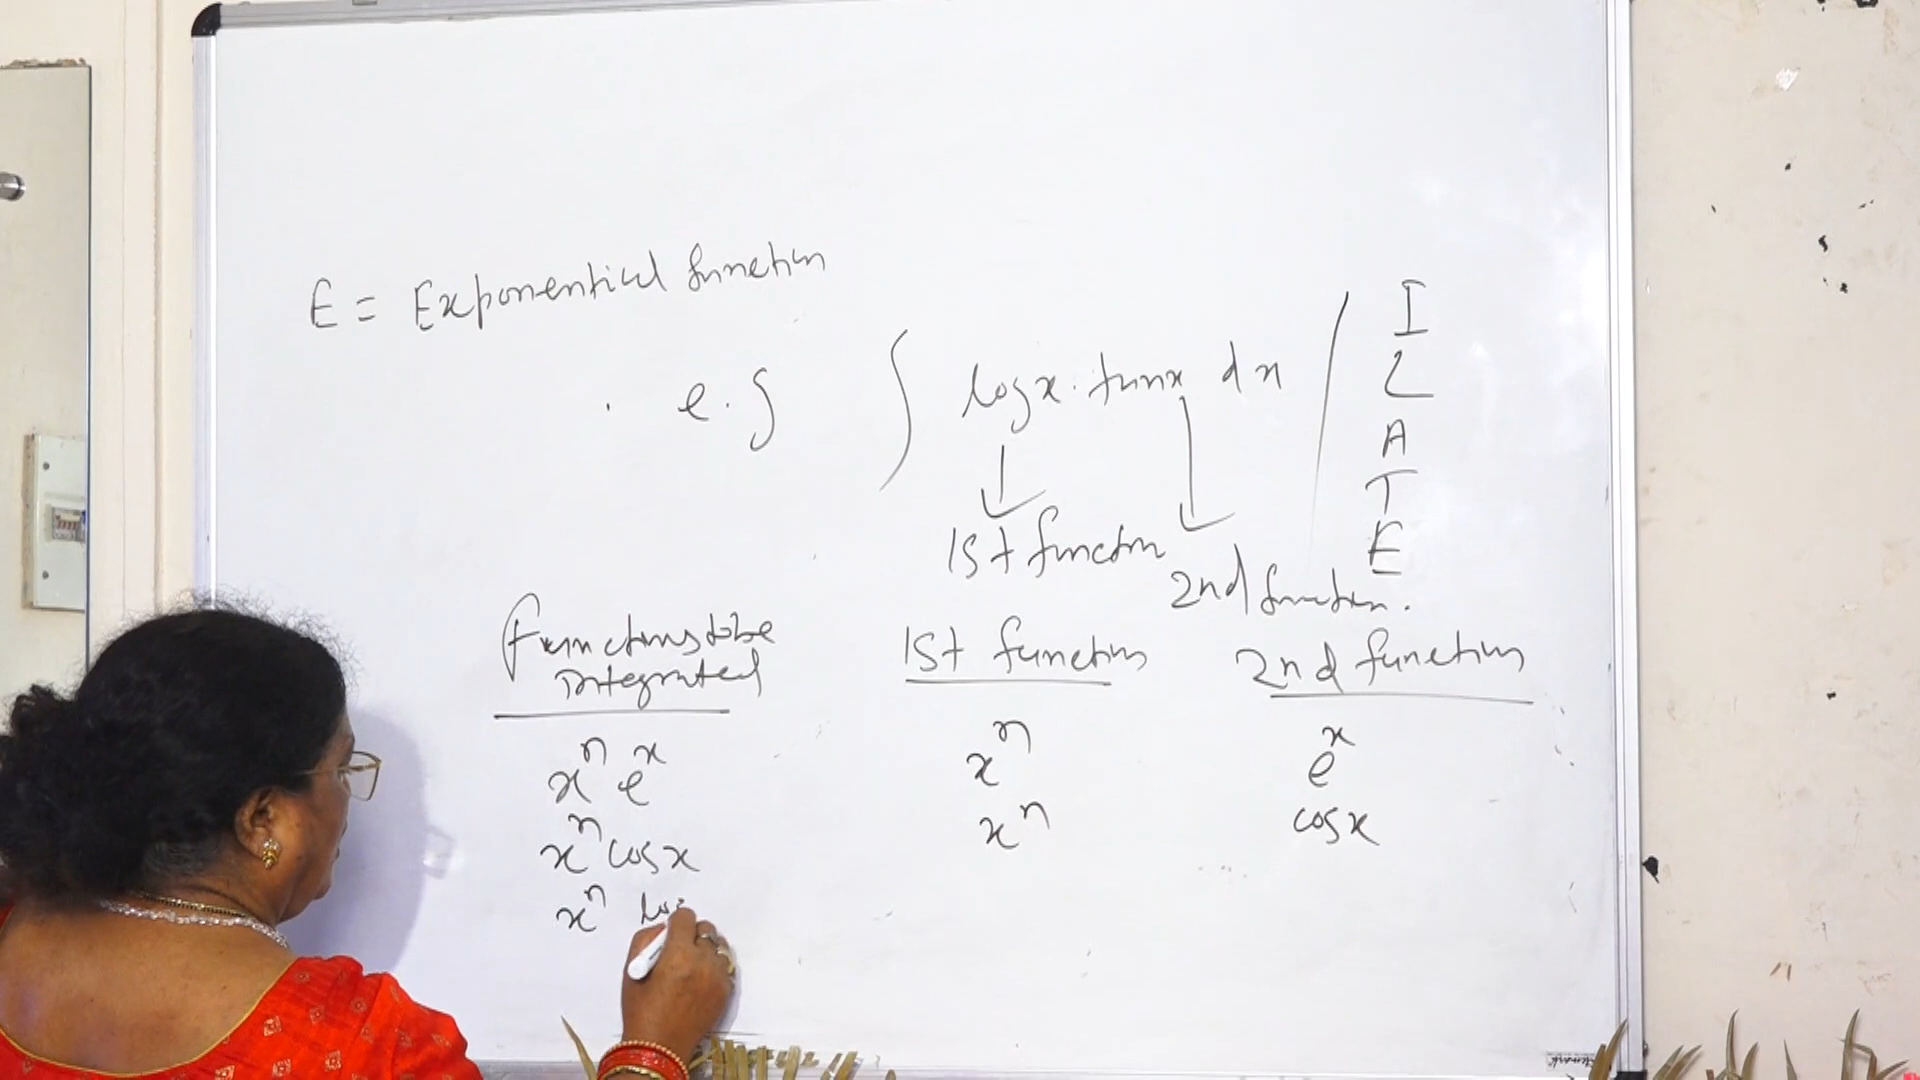 E = Exponential function
e.g ∫ log x . tan x dx
I
L
A
T
E
1st function
2nd function.
Functions to be
integrated
1st function
2nd function
xⁿ eˣ
xⁿ
eˣ
xⁿ cos x
xⁿ
cos x
xⁿ log